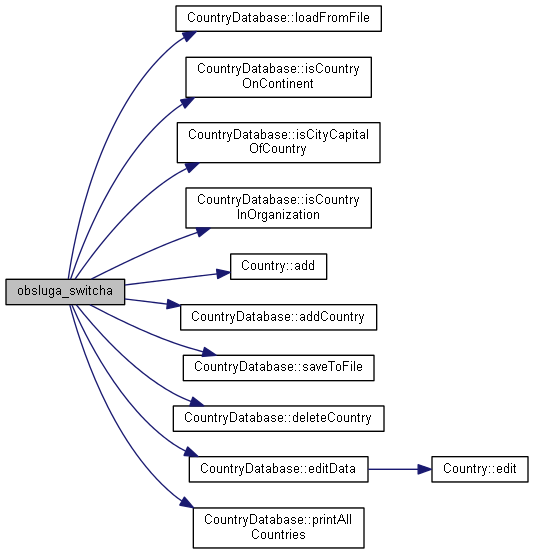 CountryDatabase::loadFromFile
CountryDatabase::isCountry
OnContinent
CountryDatabase::isCityCapital
OfCountry
CountryDatabase::isCountry
InOrganization
Country::add
obsluga_switcha
CountryDatabase::addCountry
CountryDatabase::saveToFile
CountryDatabase::deleteCountry
CountryDatabase::editData
Country::edit
CountryDatabase::printAll
Countries